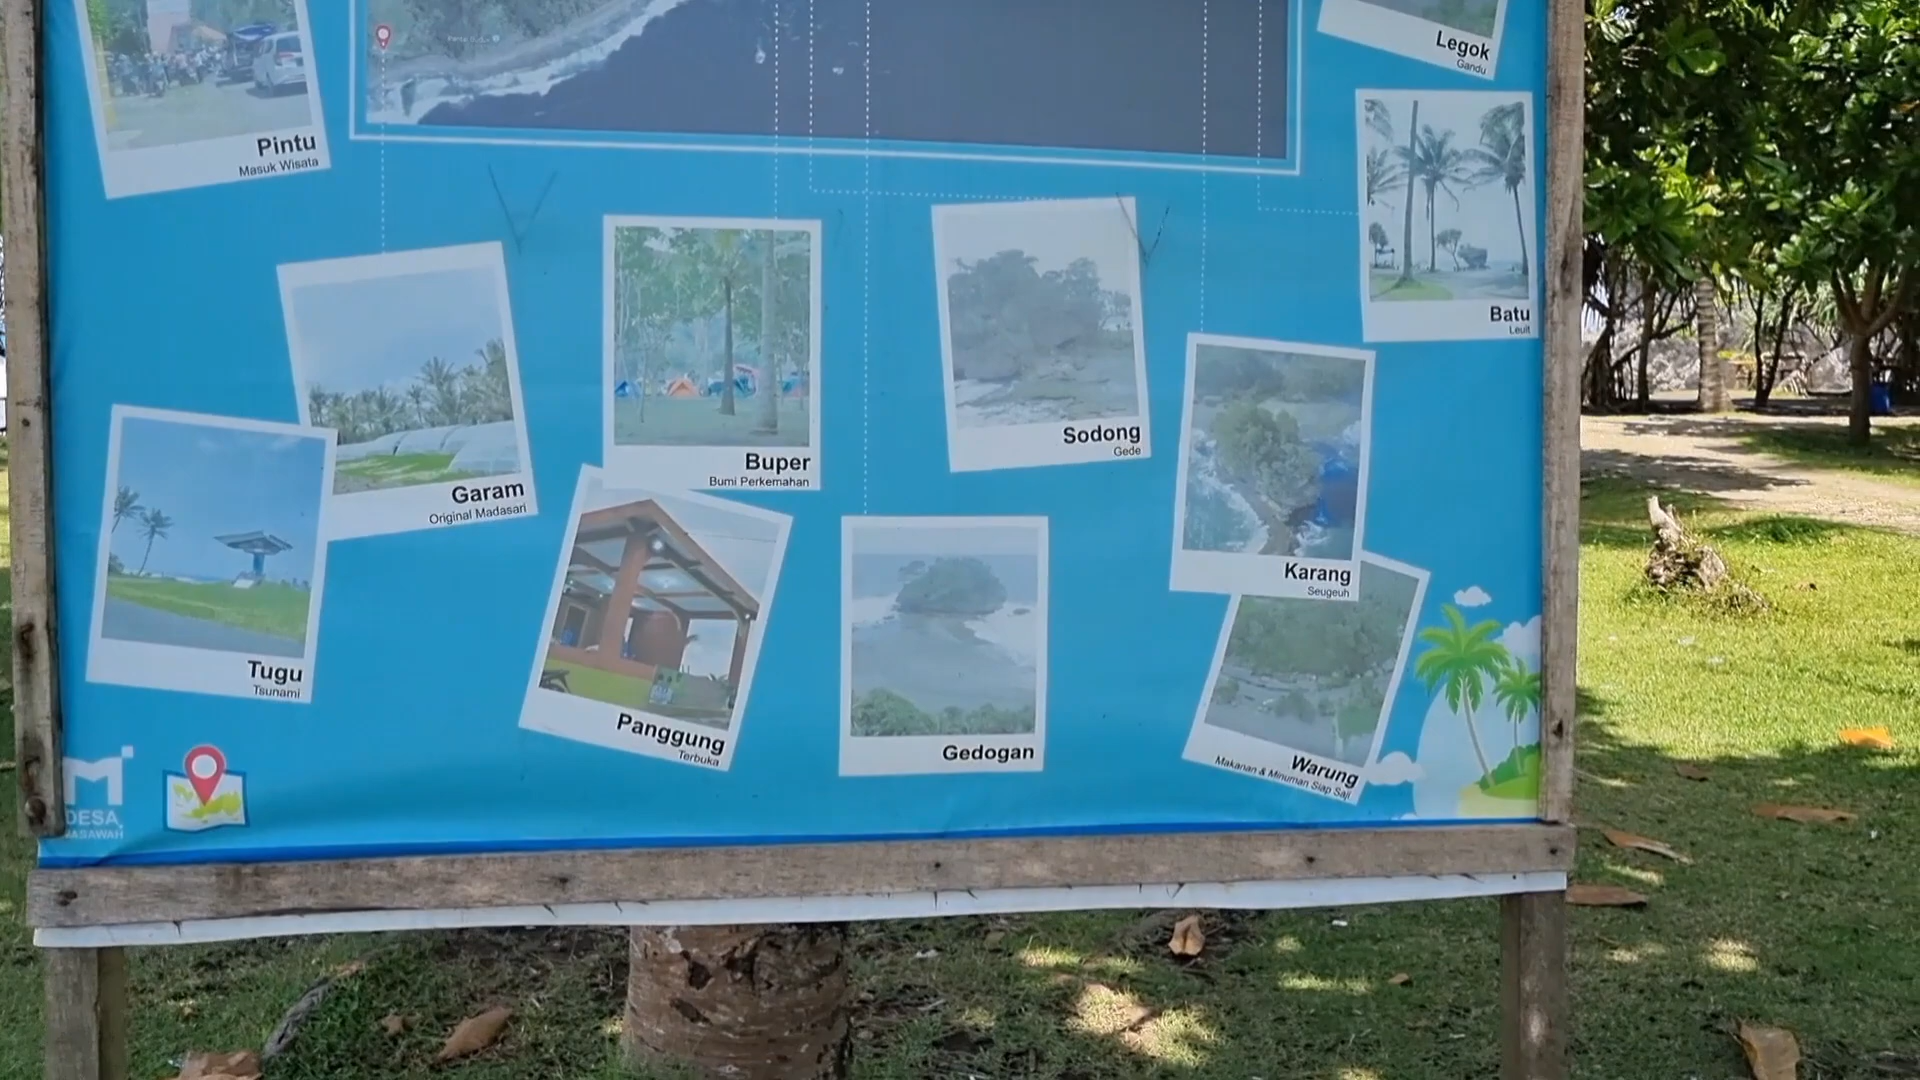 Legok
Gandu
Pintu
Masuk Wisata
Batu
Leuit
Sodong
Gede
Buper
Bumi Perkemahan
Garam
Original Madasari
Karang
Seugeuh
Tugu
Tsunami
Panggung
Terbuka
Gedogan
Warung
Makanan & Minuman Siap Saji
M
DESA